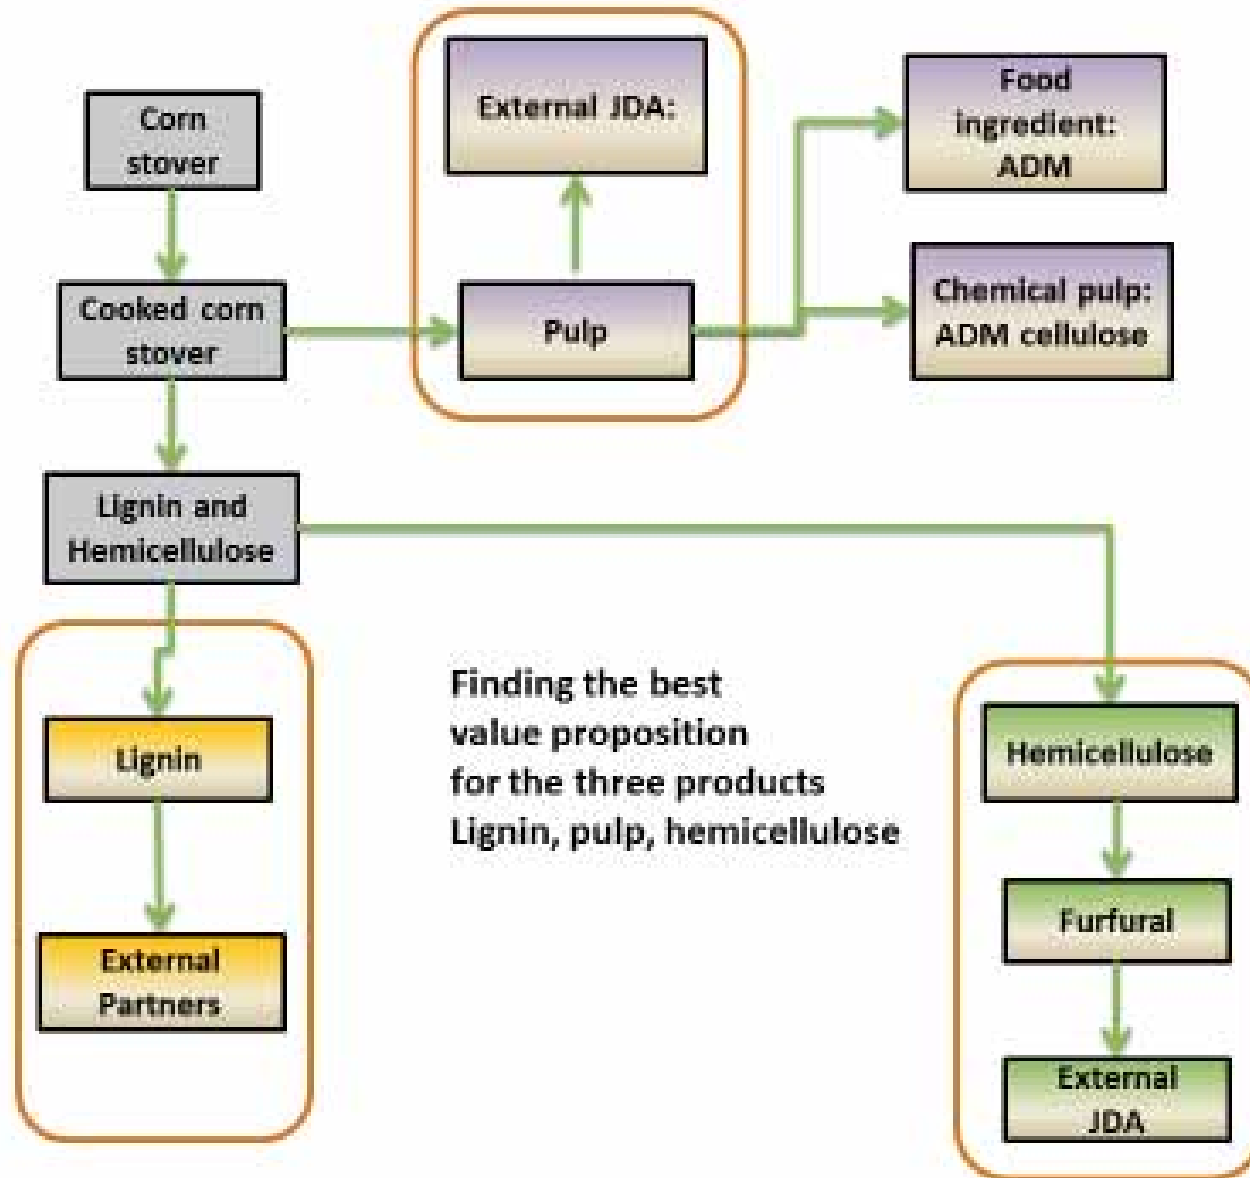 External JDA:
Food
ingredient:
ADM
Corn
stover
Cooked corn
stover
Pulp
Chemical pulp:
ADM cellulose
Lignin and
Hemicellulose
Finding the best
value proposition
for the three products
Lignin, pulp, hemicellulose
Lignin
External
Partners
Hemicellulose
Furfural
External
JDA